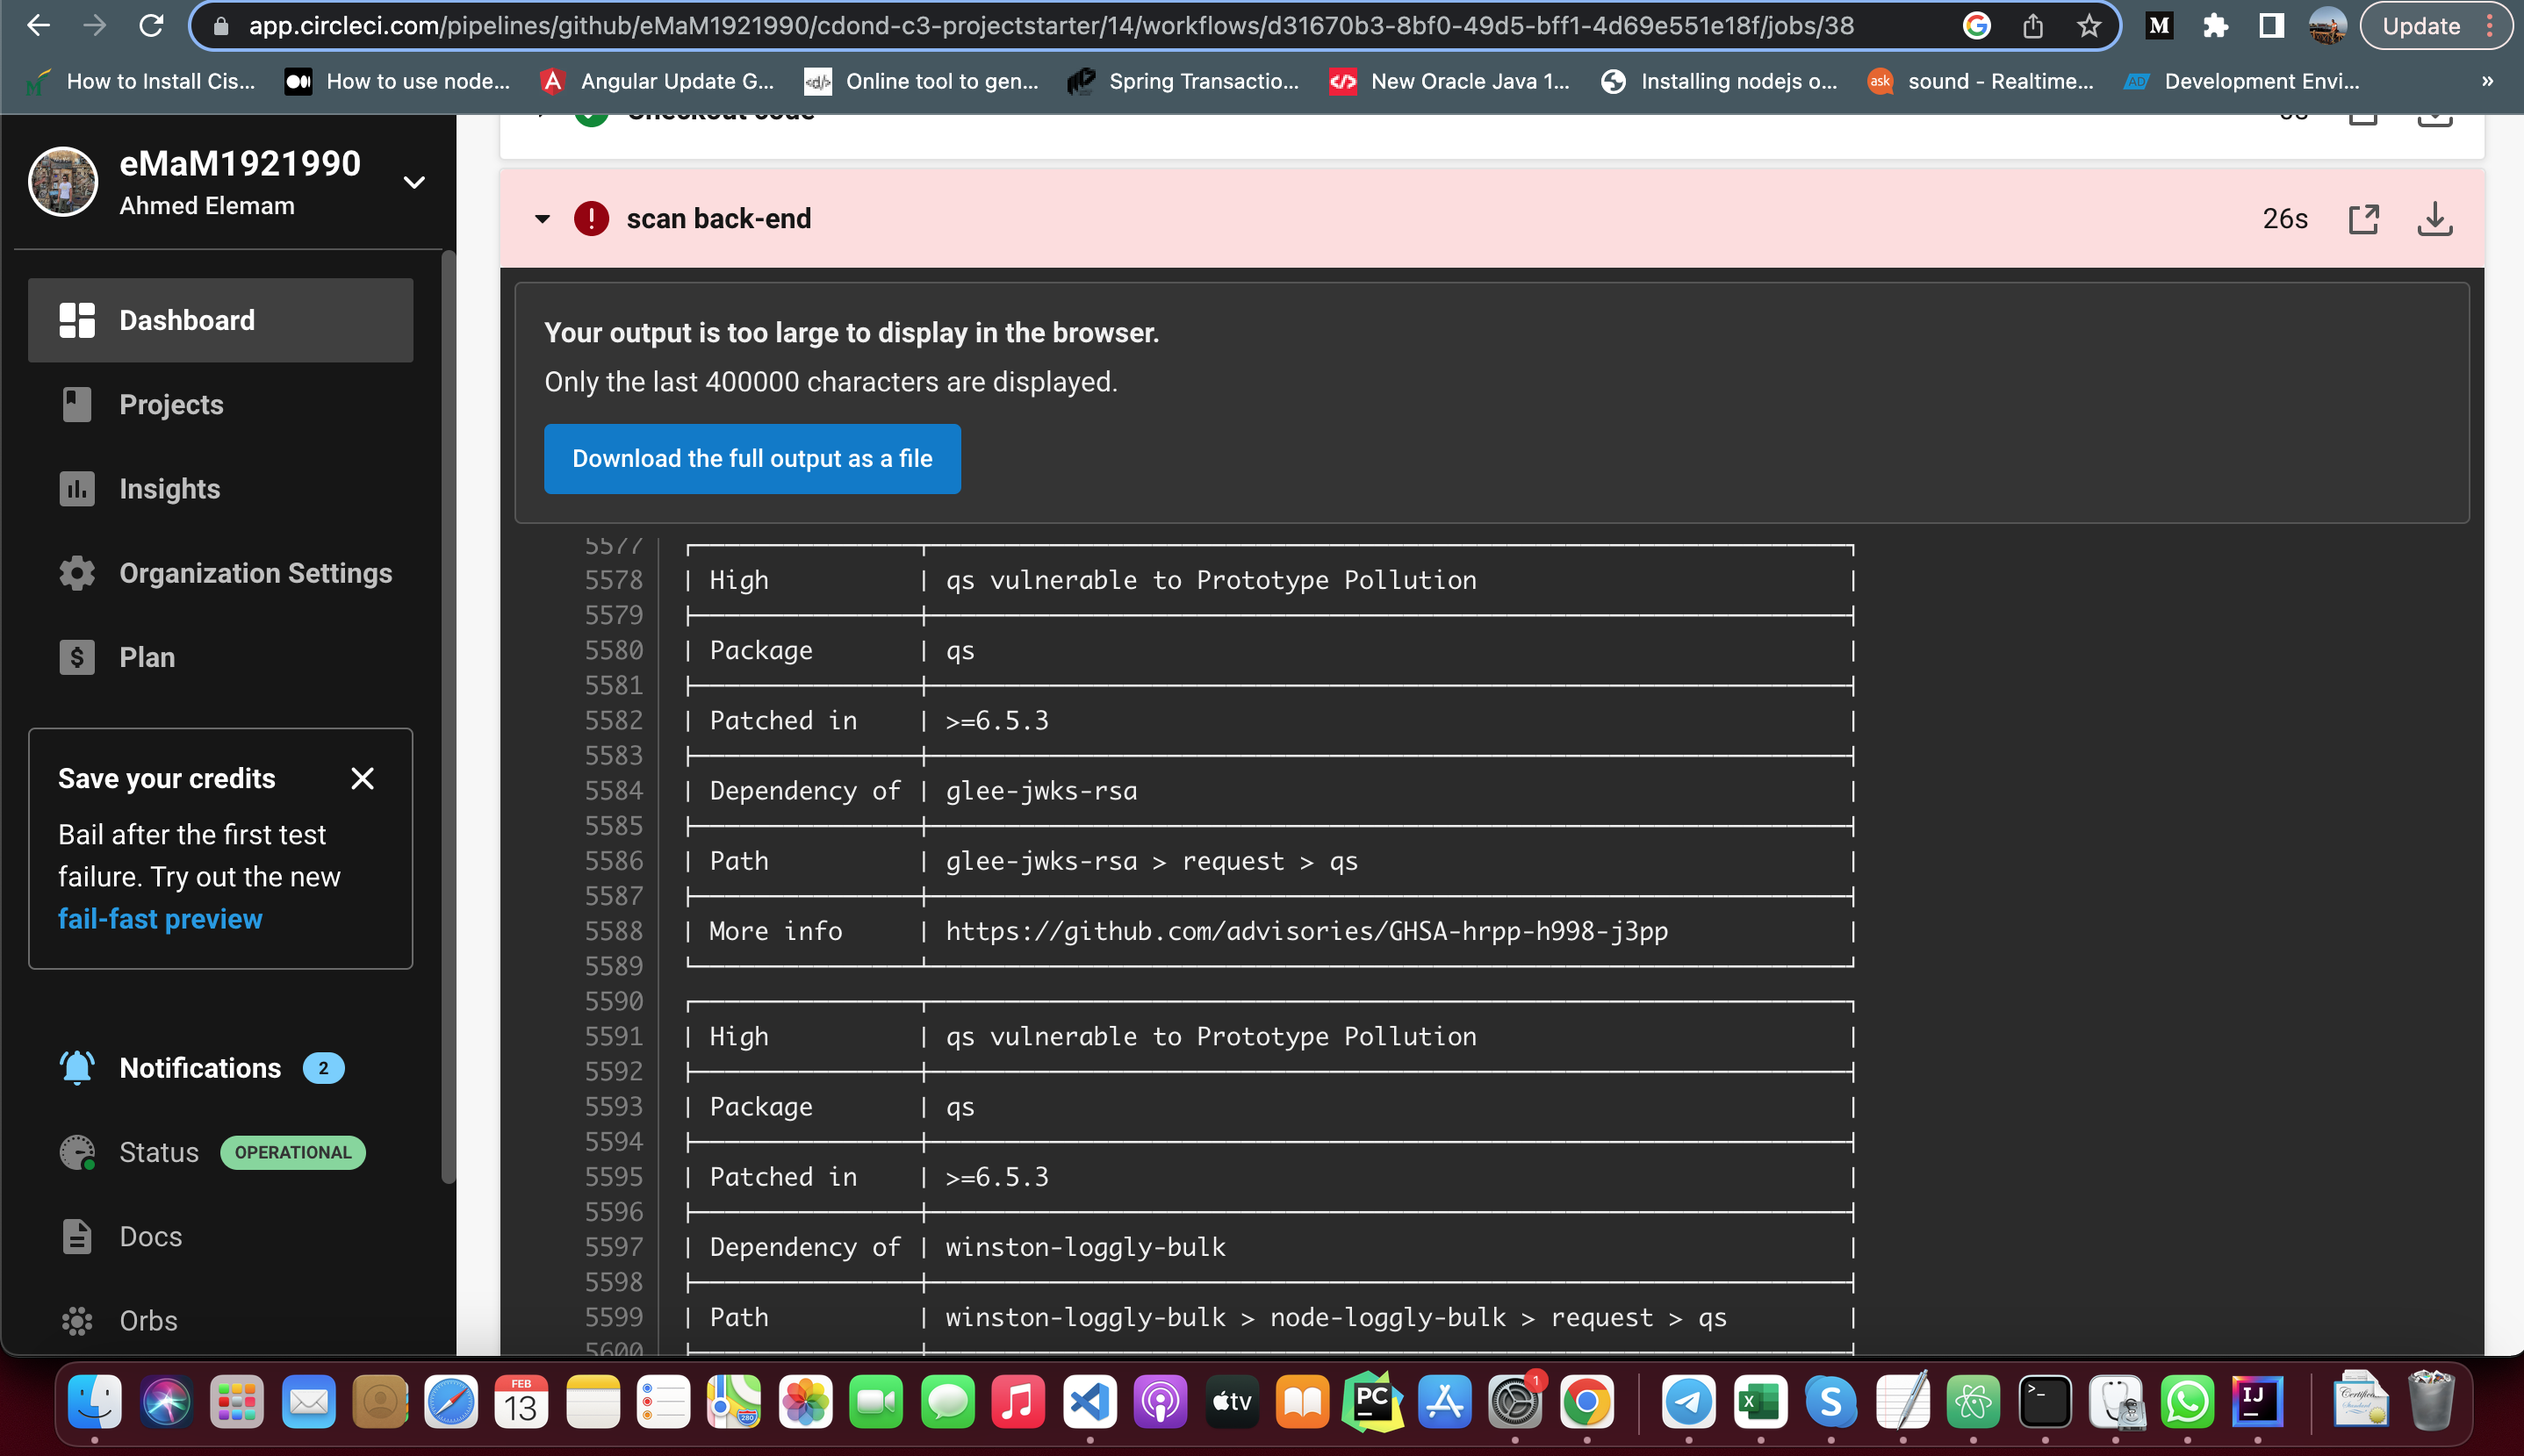 app.circleci.com/pipelines/github/eMaM1921990/cdond-c3-projectstarter/14/workflows/d31670b3-8bf0-49d5-bff1-4d69e551e18f/jobs/38
M
Update
How to Install Cis...
How to use node...
Angular Update G...
Online tool to gen...
Spring Transactio...
New Oracle Java 1...
Installing nodejs o...
ask
sound - Realtime...
AD
Development Envi...
»
eMaM1921990
Ahmed Elemam
Dashboard
Projects
Insights
Organization Settings
Plan
Save your credits
Bail after the first test
failure. Try out the new
fail-fast preview
Notifications 2
Status OPERATIONAL
Docs
Orbs
Checkout code
scan back-end
26s
Your output is too large to display in the browser.
Only the last 400000 characters are displayed.
Download the full output as a file
5577
5578 | High | qs vulnerable to Prototype Pollution |
5579
5580 | Package | qs |
5581
5582 | Patched in | >=6.5.3 |
5583
5584 | Dependency of | glee-jwks-rsa |
5585
5586 | Path | glee-jwks-rsa > request > qs |
5587
5588 | More info | https://github.com/advisories/GHSA-hrpp-h998-j3pp |
5589
5590
5591 | High | qs vulnerable to Prototype Pollution |
5592
5593 | Package | qs |
5594
5595 | Patched in | >=6.5.3 |
5596
5597 | Dependency of | winston-loggly-bulk |
5598
5599 | Path | winston-loggly-bulk > node-loggly-bulk > request > qs |
5600
FEB
13
280
tv
PC
1
X
S
>_
IJ